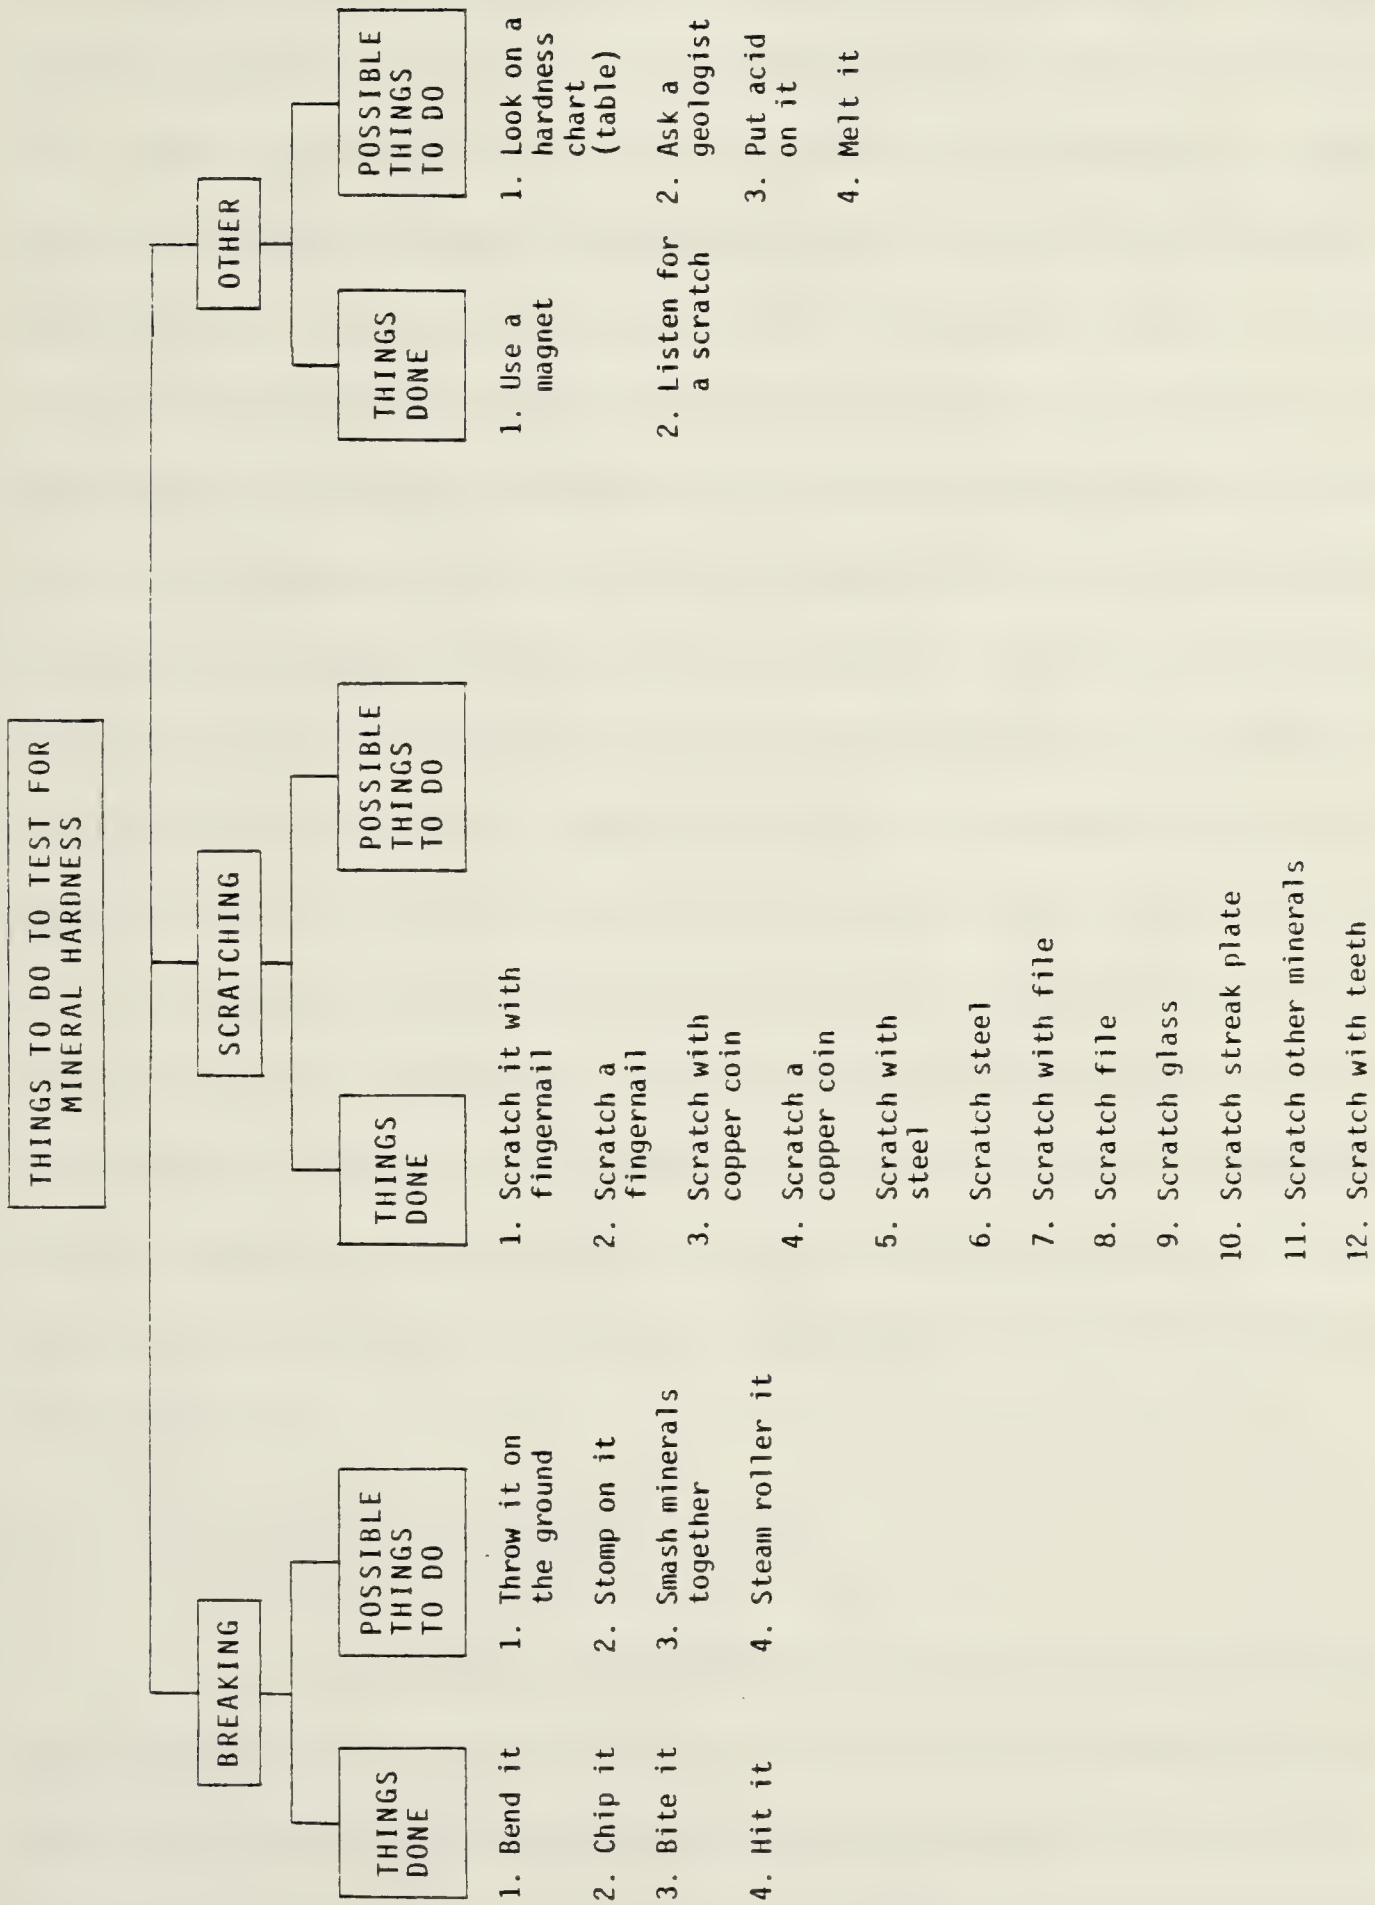 THINGS TO DO TO TEST FOR
MINERAL HARDNESS
BREAKING
THINGS
DONE
1. Bend it
2. Chip it
3. Bite it
4. Hit it
POSSIBLE
THINGS
TO DO
1. Throw it on
the ground
2. Stomp on it
3. Smash minerals
together
4. Steam roller it
SCRATCHING
THINGS
DONE
1. Scratch it with
fingernail
2. Scratch a
fingernail
3. Scratch with
copper coin
4. Scratch a
copper coin
5. Scratch with
steel
6. Scratch steel
7. Scratch with file
8. Scratch file
9. Scratch glass
10. Scratch streak plate
11. Scratch other minerals
12. Scratch with teeth
POSSIBLE
THINGS
TO DO
OTHER
THINGS
DONE
1. Use a
magnet
2. Listen for
a scratch
POSSIBLE
THINGS
TO DO
1. Look on a
hardness
chart
(table)
2. Ask a
geologist
3. Put acid
on it
4. Melt it